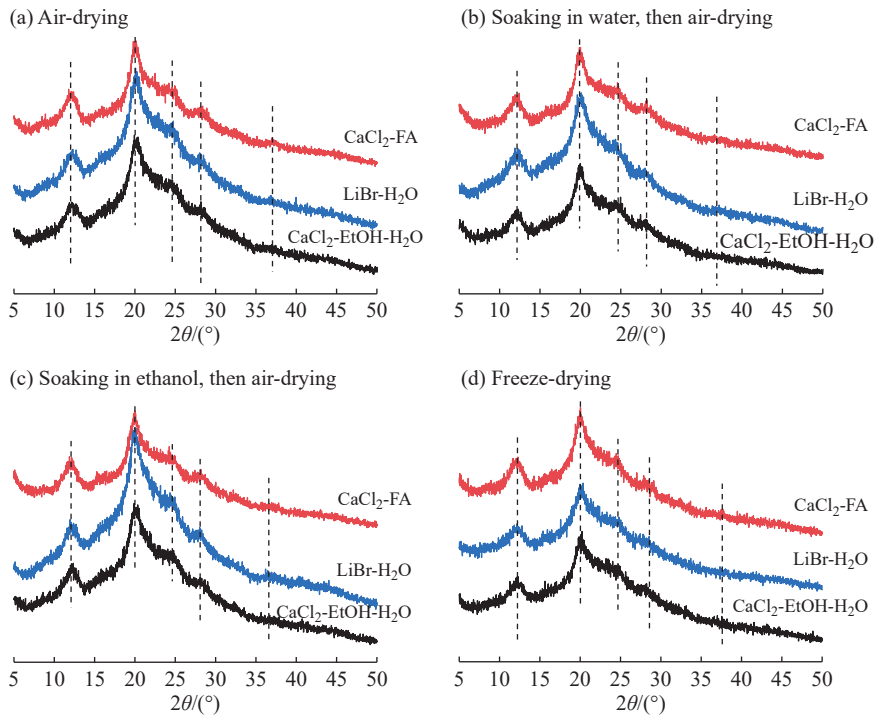 (a) Air-drying
CaCl₂-FA
LiBr-H₂O
CaCl₂-EtOH-H₂O
5 10 15 20 25 30 35 40 45 50
2θ/(°)
(b) Soaking in water, then air-drying
CaCl₂-FA
LiBr-H₂O
CaCl₂-EtOH-H₂O
5 10 15 20 25 30 35 40 45 50
2θ/(°)
(c) Soaking in ethanol, then air-drying
CaCl₂-FA
LiBr-H₂O
CaCl₂-EtOH-H₂O
5 10 15 20 25 30 35 40 45 50
2θ/(°)
(d) Freeze-drying
CaCl₂-FA
LiBr-H₂O
CaCl₂-EtOH-H₂O
5 10 15 20 25 30 35 40 45 50
2θ/(°)